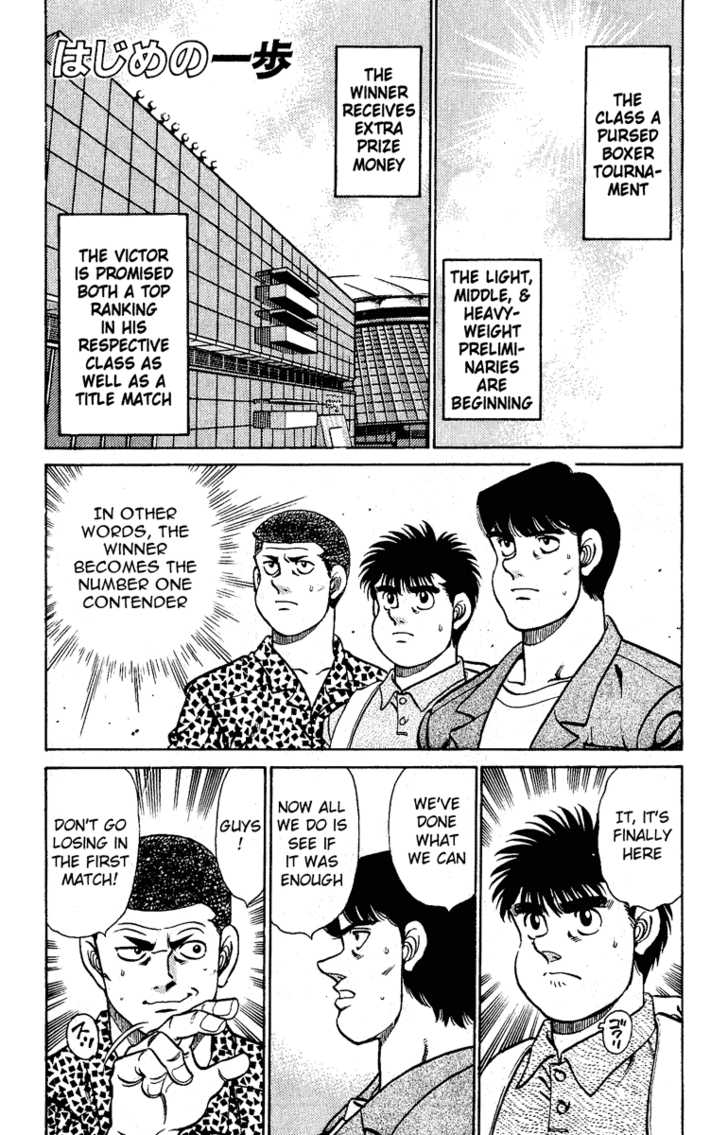 はじめの一歩
THE
CLASS A
PURSED
BOXER
TOURNA-
MENT
THE LIGHT,
MIDDLE, &
HEAVY-
WEIGHT
PRELIMI-
NARIES
ARE
BEGINNING
THE
WINNER
RECEIVES
EXTRA
PRIZE
MONEY
THE VICTOR
IS PROMISED
BOTH A TOP
RANKING
IN HIS
RESPECTIVE
CLASS AS
WELL AS A
TITLE MATCH
IN OTHER
WORDS, THE
WINNER
BECOMES THE
NUMBER ONE
CONTENDER
IT, IT'S
FINALLY
HERE
WE'VE
DONE
WHAT
WE CAN
NOW ALL
WE DO IS
SEE IF
IT WAS
ENOUGH
GUYS
!
DON'T GO
LOSING IN
THE FIRST
MATCH!